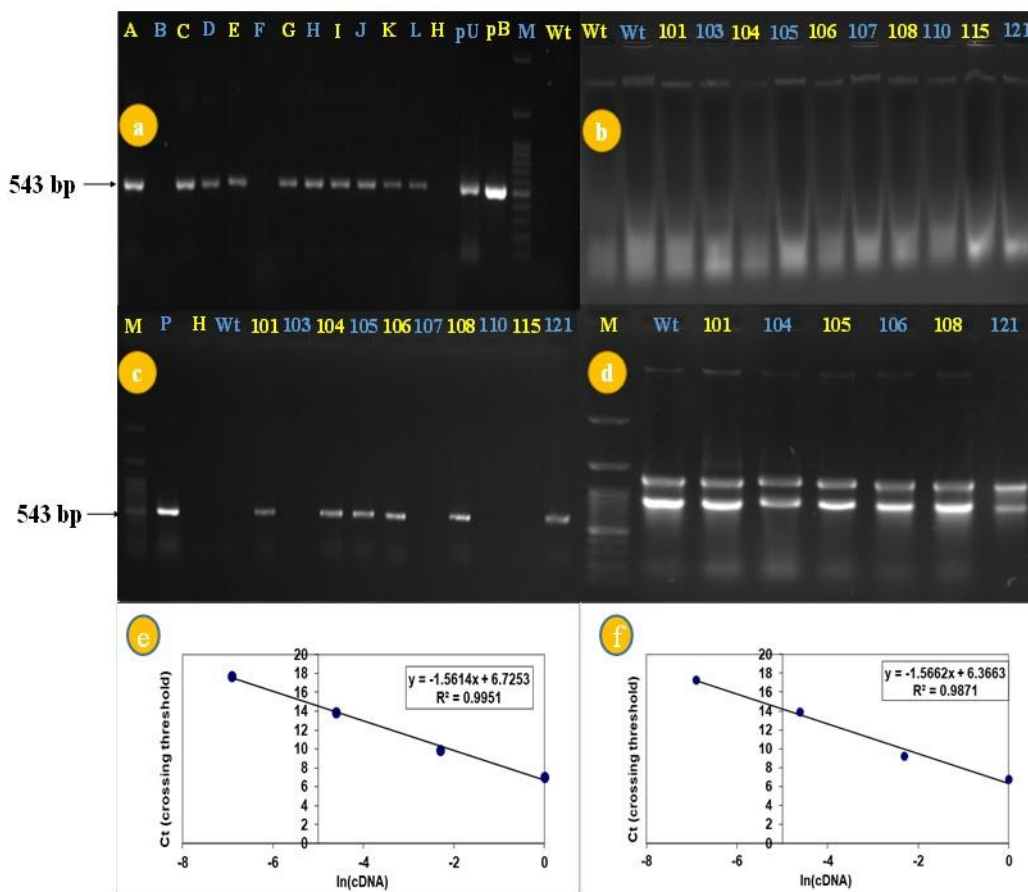 A B C D E F G H I J K L H pU pB M Wt
a
543 bp
Wt Wt 101 103 104 105 106 107 108 110 115 121
b
M P H Wt 101 103 104 105 106 107 108 110 115 121
c
543 bp
M Wt 101 104 105 106 108 121
d
e
20
18
16
14
12
10
8
6
4
2
0
y = -1.5614x + 6.7253
R² = 0.9951
Ct (crossing threshold)
-8 -6 -4 -2 0
ln(cDNA)
f
20
18
16
14
12
10
8
6
4
2
0
y = -1.5662x + 6.3663
R² = 0.9871
Ct (crossing threshold)
-8 -6 -4 -2 0
ln(cDNA)